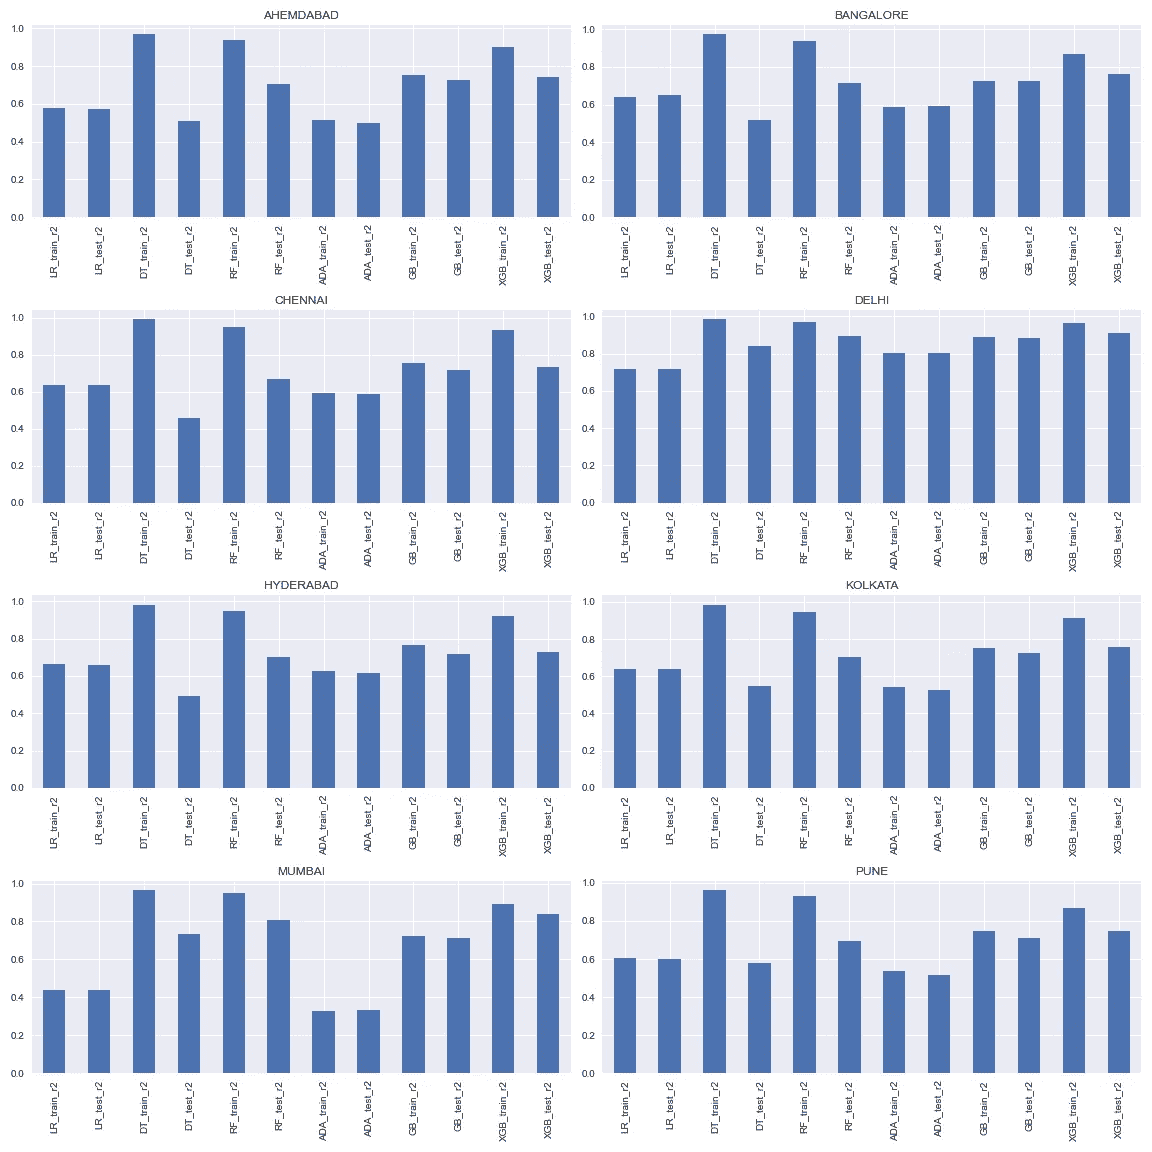 AHEMDABAD
1.0
0.8
0.6
0.4
0.2
0.0
LR_train_r2
LR_test_r2
DT_train_r2
DT_test_r2
RF_train_r2
RF_test_r2
ADA_train_r2
ADA_test_r2
GB_train_r2
GB_test_r2
XGB_train_r2
XGB_test_r2
BANGALORE
1.0
0.8
0.6
0.4
0.2
0.0
LR_train_r2
LR_test_r2
DT_train_r2
DT_test_r2
RF_train_r2
RF_test_r2
ADA_train_r2
ADA_test_r2
GB_train_r2
GB_test_r2
XGB_train_r2
XGB_test_r2
CHENNAI
1.0
0.8
0.6
0.4
0.2
0.0
LR_train_r2
LR_test_r2
DT_train_r2
DT_test_r2
RF_train_r2
RF_test_r2
ADA_train_r2
ADA_test_r2
GB_train_r2
GB_test_r2
XGB_train_r2
XGB_test_r2
DELHI
1.0
0.8
0.6
0.4
0.2
0.0
LR_train_r2
LR_test_r2
DT_train_r2
DT_test_r2
RF_train_r2
RF_test_r2
ADA_train_r2
ADA_test_r2
GB_train_r2
GB_test_r2
XGB_train_r2
XGB_test_r2
HYDERABAD
1.0
0.8
0.6
0.4
0.2
0.0
LR_train_r2
LR_test_r2
DT_train_r2
DT_test_r2
RF_train_r2
RF_test_r2
ADA_train_r2
ADA_test_r2
GB_train_r2
GB_test_r2
XGB_train_r2
XGB_test_r2
KOLKATA
1.0
0.8
0.6
0.4
0.2
0.0
LR_train_r2
LR_test_r2
DT_train_r2
DT_test_r2
RF_train_r2
RF_test_r2
ADA_train_r2
ADA_test_r2
GB_train_r2
GB_test_r2
XGB_train_r2
XGB_test_r2
MUMBAI
1.0
0.8
0.6
0.4
0.2
0.0
LR_train_r2
LR_test_r2
DT_train_r2
DT_test_r2
RF_train_r2
RF_test_r2
ADA_train_r2
ADA_test_r2
GB_train_r2
GB_test_r2
XGB_train_r2
XGB_test_r2
PUNE
1.0
0.8
0.6
0.4
0.2
0.0
LR_train_r2
LR_test_r2
DT_train_r2
DT_test_r2
RF_train_r2
RF_test_r2
ADA_train_r2
ADA_test_r2
GB_train_r2
GB_test_r2
XGB_train_r2
XGB_test_r2